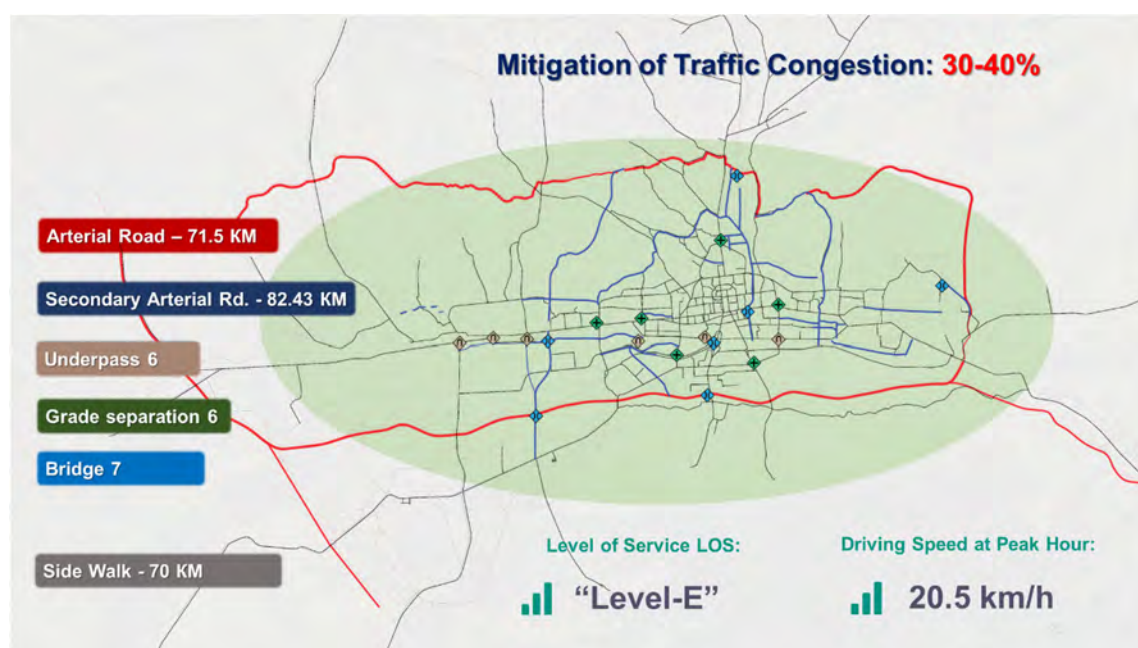 Mitigation of Traffic Congestion: 30-40%
Arterial Road – 71.5 KM
Secondary Arterial Rd. - 82.43 KM
Underpass 6
Grade separation 6
Bridge 7
Side Walk - 70 KM
Level of Service LOS:
“Level-E”
Driving Speed at Peak Hour:
20.5 km/h